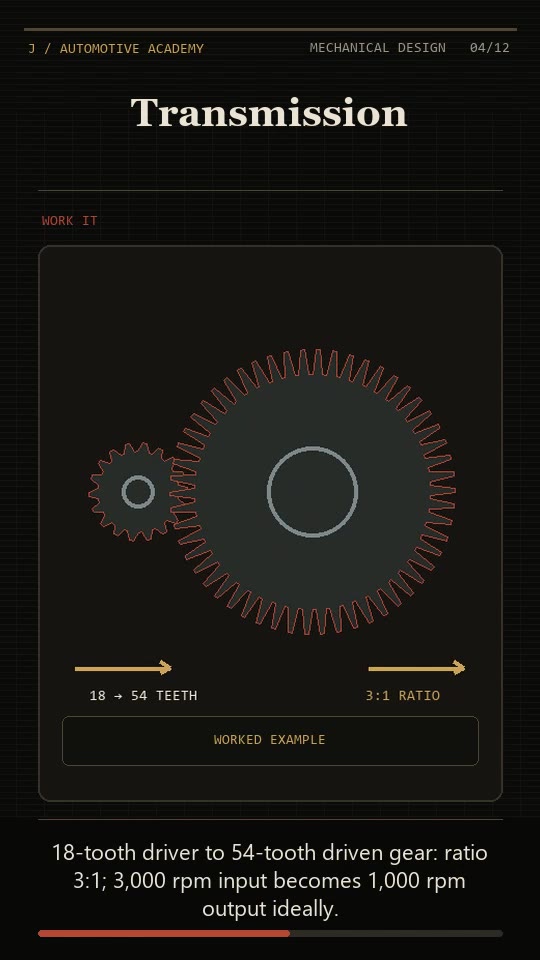 J / AUTOMOTIVE ACADEMY
MECHANICAL DESIGN 04/12
Transmission
WORK IT
18 → 54 TEETH
3:1 RATIO
WORKED EXAMPLE
18-tooth driver to 54-tooth driven gear: ratio
3:1; 3,000 rpm input becomes 1,000 rpm
output ideally.